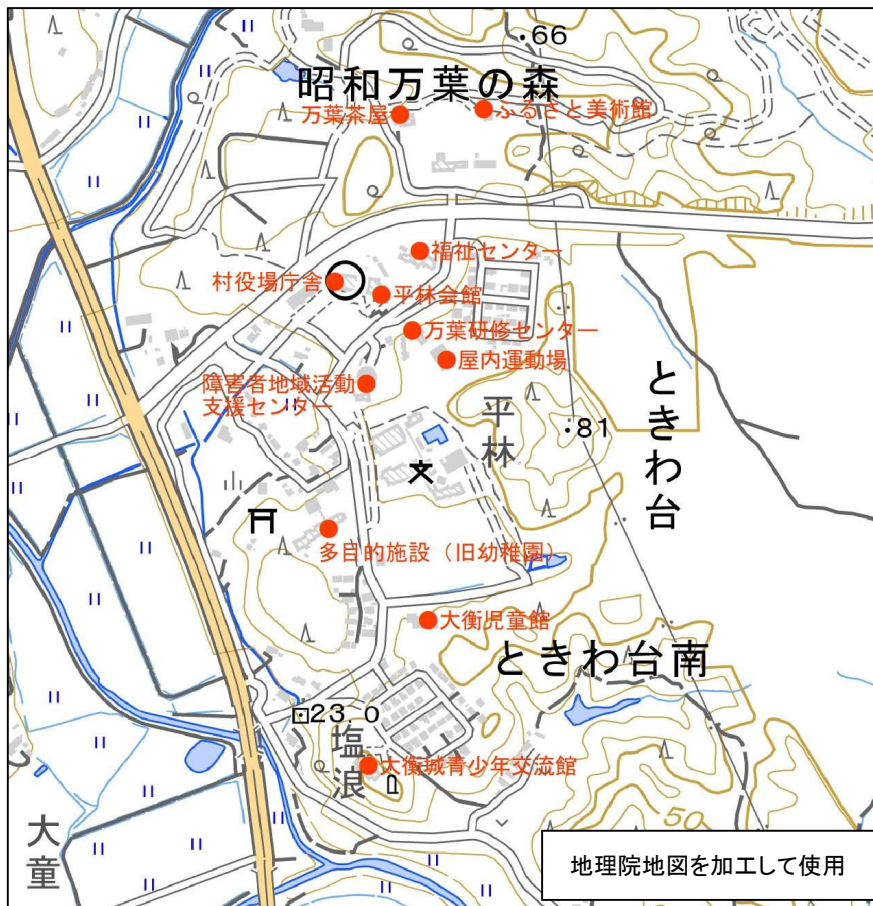 ・66
昭和万葉の森
万葉茶屋
ふるさと美術館
福祉センター
村役場庁舎
平林会館
万葉研修センター
屋内運動場
障害者地域活動
支援センター
平林
・81
ときわ台
多目的施設（旧幼稚園）
大衡児童館
ときわ台南
23.0
塩浪
大衡城青少年交流館
大童
50
地理院地図を加工して使用